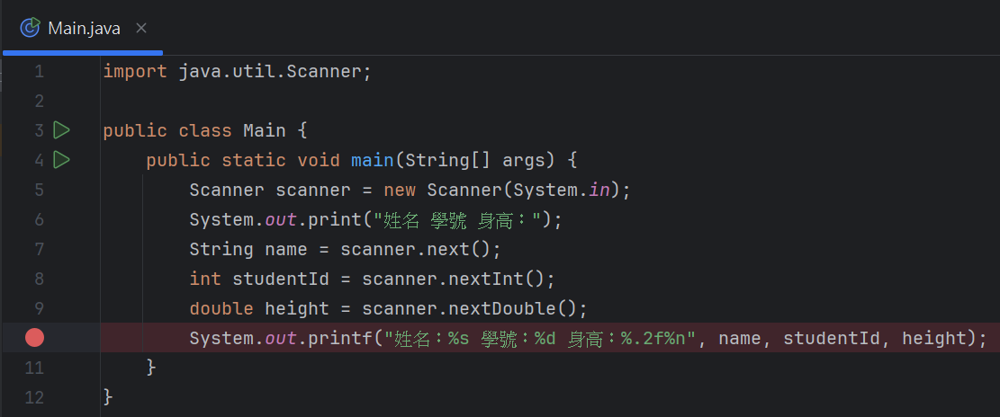 Main.java
1 import java.util.Scanner;
2
3 public class Main {
4 public static void main(String[] args) {
5 Scanner scanner = new Scanner(System.in);
6 System.out.print("姓名 學號 身高：");
7 String name = scanner.next();
8 int studentId = scanner.nextInt();
9 double height = scanner.nextDouble();
System.out.printf("姓名：%s 學號：%d 身高：%.2f%n", name, studentId, height);
11 }
12 }